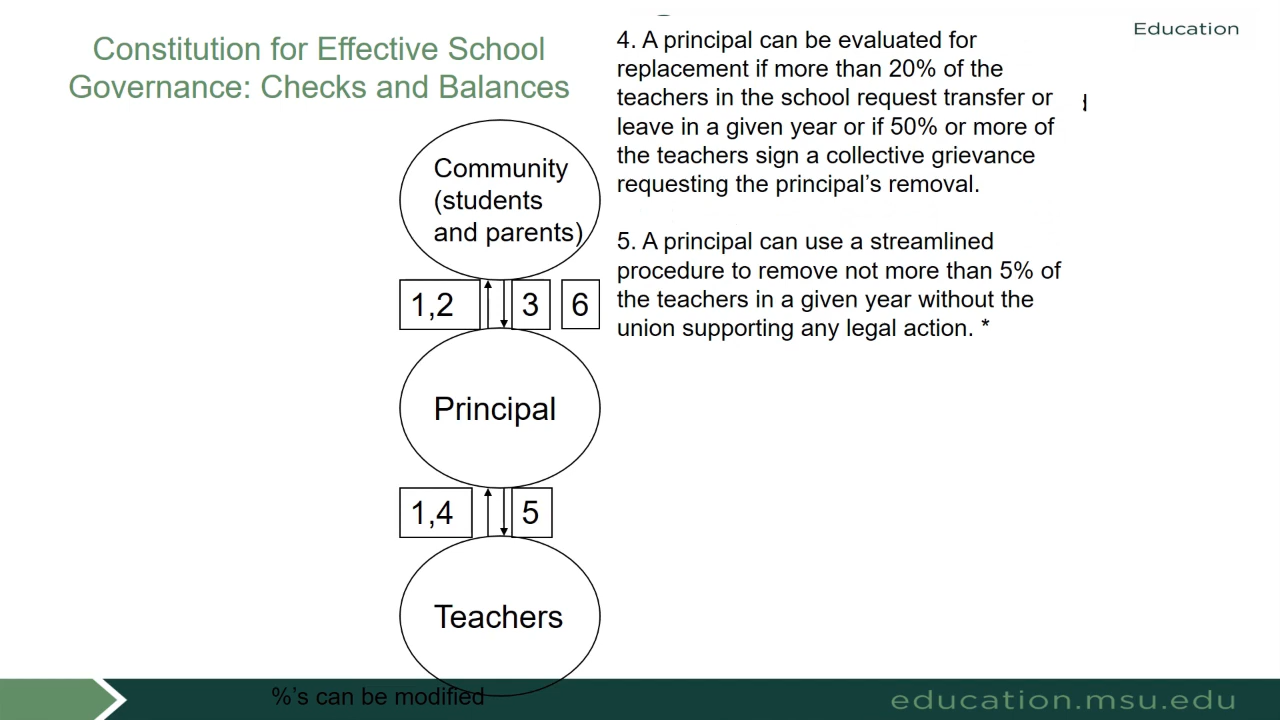 Constitution for Effective School
Governance: Checks and Balances
Education
4. A principal can be evaluated for
replacement if more than 20% of the
teachers in the school request transfer or
leave in a given year or if 50% or more of
the teachers sign a collective grievance
requesting the principal’s removal.
5. A principal can use a streamlined
procedure to remove not more than 5% of
the teachers in a given year without the
union supporting any legal action. *
Community
(students
and parents)
1,2
3
6
Principal
1,4
5
Teachers
%’s can be modified
education.msu.edu